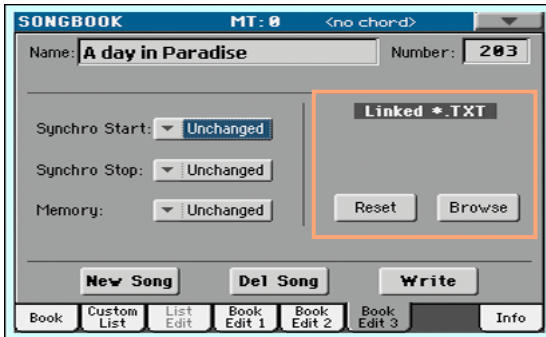 SONGBOOK MT: 0 <no chord>
Name: A day in Paradise Number: 203
Linked *.TXT
Synchro Start: Unchanged
Synchro Stop: Unchanged
Memory: Unchanged
Reset Browse
New Song Del Song Write
Book Custom List List Edit Book Edit 1 Book Edit 2 Book Edit 3 Info